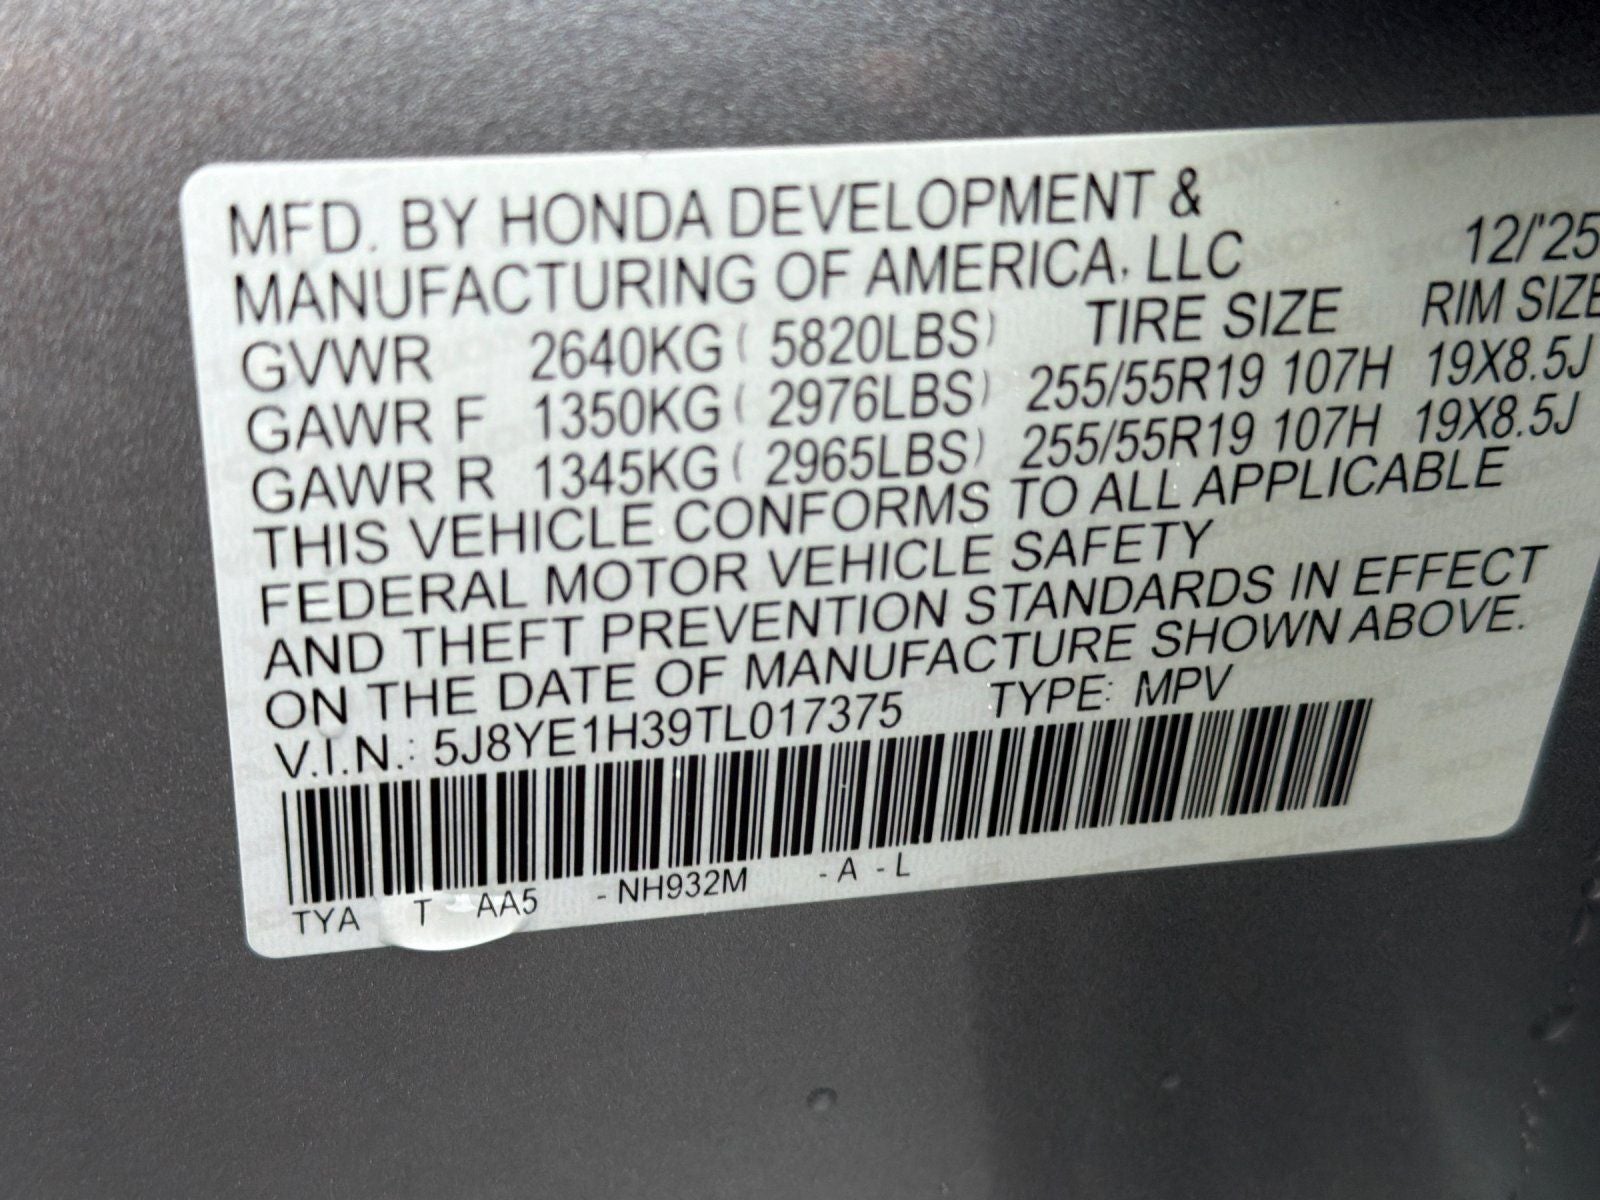 MFD. BY HONDA DEVELOPMENT &
MANUFACTURING OF AMERICA, LLC 12/'25
GVWR 2640KG ( 5820LBS) TIRE SIZE RIM SIZE
GAWR F 1350KG ( 2976LBS) 255/55R19 107H 19X8.5J
GAWR R 1345KG ( 2965LBS) 255/55R19 107H 19X8.5J
THIS VEHICLE CONFORMS TO ALL APPLICABLE
FEDERAL MOTOR VEHICLE SAFETY
AND THEFT PREVENTION STANDARDS IN EFFECT
ON THE DATE OF MANUFACTURE SHOWN ABOVE.
V.I.N.: 5J8YE1H39TL017375 TYPE: MPV
TYA T AA5 -NH932M -A -L